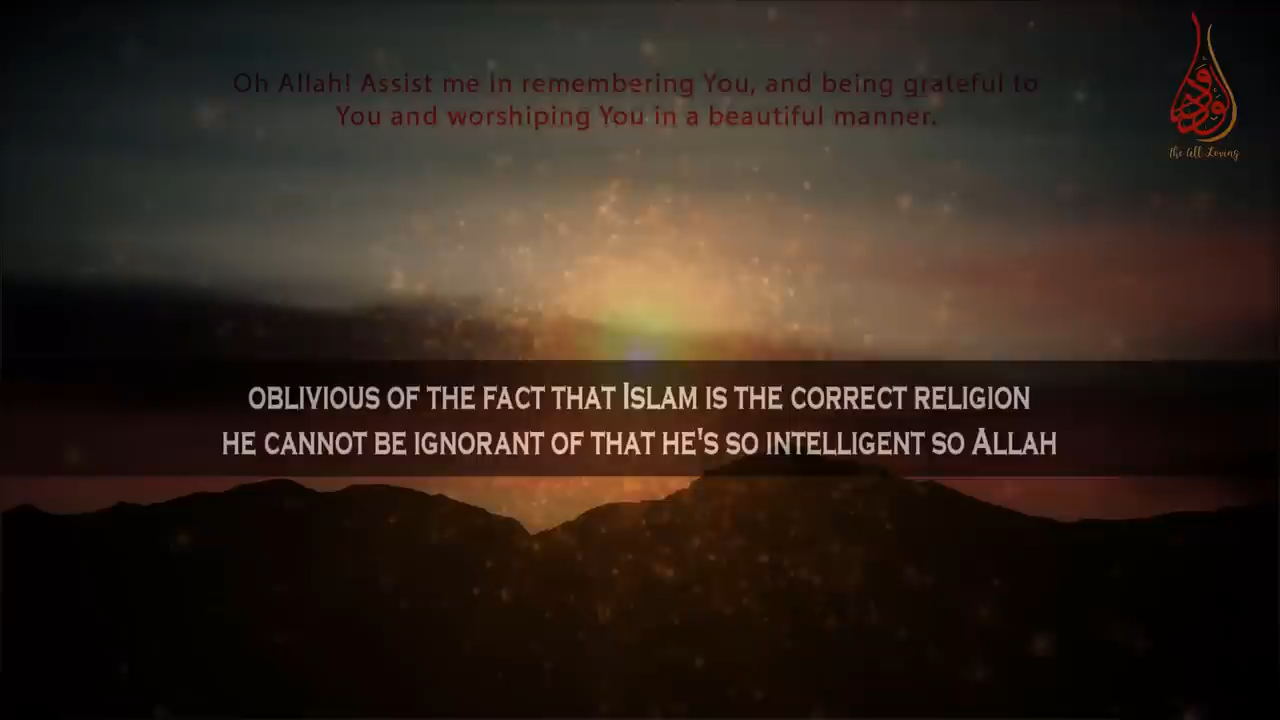 Oh Allah! Assist me in remembering You, and being grateful to
You and worshiping You in a beautiful manner.
The All Loving
OBLIVIOUS OF THE FACT THAT ISLAM IS THE CORRECT RELIGION
HE CANNOT BE IGNORANT OF THAT HE'S SO INTELLIGENT SO ALLAH